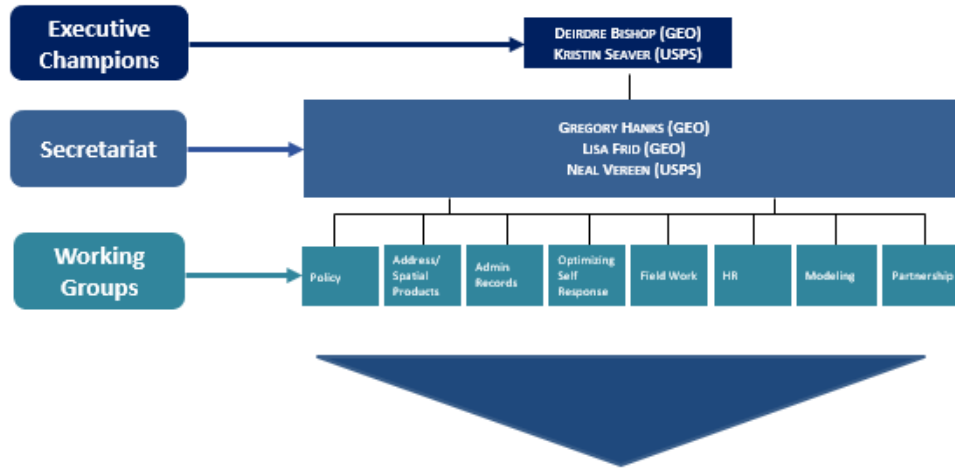 Executive
Champions
DEIRDRE BISHOP (GEO)
KRISTIN SEAVER (USPS)
Secretariat
GREGORY HANKS (GEO)
LISA FRID (GEO)
NEAL VEREEN (USPS)
Working
Groups
Policy
Address/
Spatial
Products
Admin
Records
Optimizing
Self
Response
Field Work
HR
Modeling
Partnership